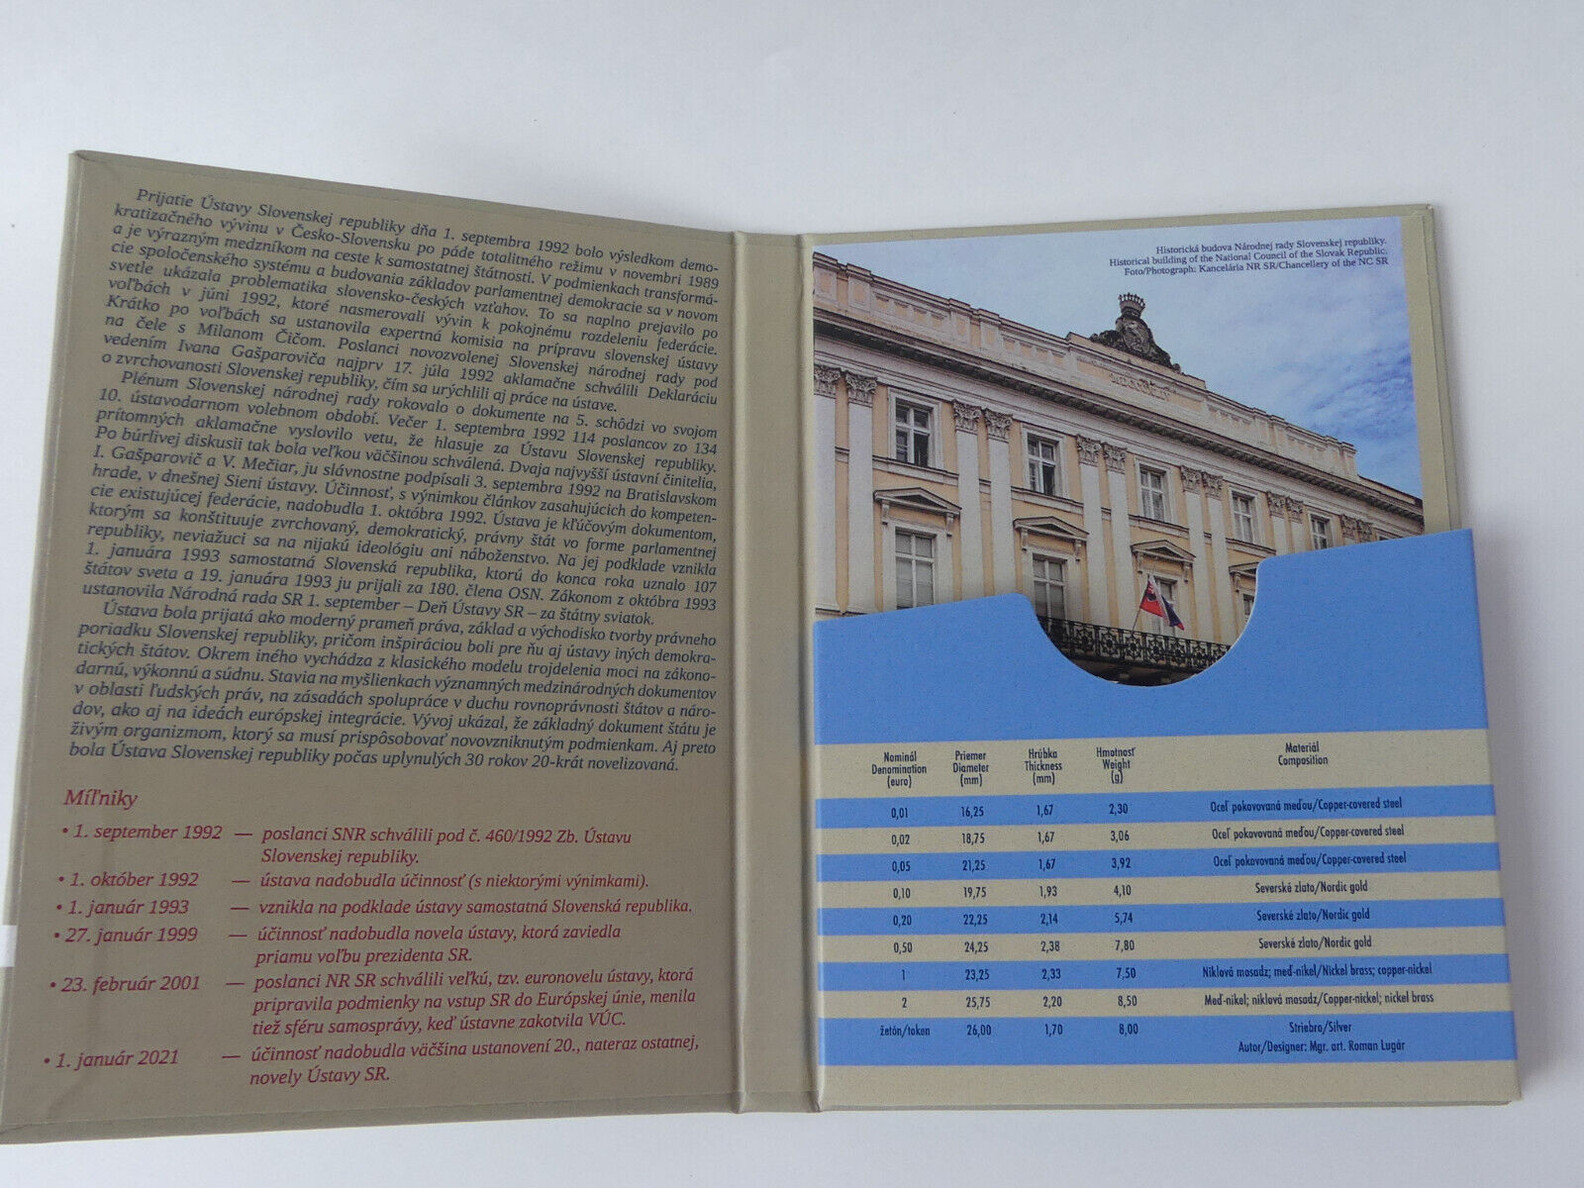 Prijatie Ústavy Slovenskej republiky dňa 1. septembra 1992 bolo výsledkom demo-
kratizačného vývinu v Česko-Slovensku po páde totalitného režimu v novembri 1989
a je výrazným medzníkom na ceste k samostatnej štátnosti. V podmienkach transformá-
cie spoločenského systému a budovania základov parlamentnej demokracie sa v novom
svetle ukázala problematika slovensko-českých vzťahov. To sa naplno prejavilo po
voľbách v júni 1992, ktoré nasmerovali vývin k pokojnému rozdeleniu federácie.
Krátko po voľbách sa ustanovila expertná komisia na prípravu slovenskej ústavy
na čele s Milanom Čičom. Poslanci novozvolenej Slovenskej národnej rady pod
vedením Ivana Gašparoviča najprv 17. júla 1992 aklamačne schválili Deklaráciu
o zvrchovanosti Slovenskej republiky, čím sa urýchlili aj práce na ústave.
Plénum Slovenskej národnej rady rokovalo o dokumente na 5. schôdzi vo svojom
10. ústavodarnom volebnom období. Večer 1. septembra 1992 114 poslancov zo 134
prítomných aklamačne vyslovilo vetu, že hlasuje za Ústavu Slovenskej republiky.
Po búrlivej diskusii tak bola veľkou väčšinou schválená. Dvaja najvyšší ústavní činitelia,
I. Gašparovič a V. Mečiar, ju slávnostne podpísali 3. septembra 1992 na Bratislavskom
hrade, v dnešnej Sieni ústavy. Účinnosť, s výnimkou článkov zasahujúcich do kompeten-
cie existujúcej federácie, nadobudla 1. októbra 1992. Ústava je kľúčovým dokumentom,
ktorým sa konštituuje zvrchovaný, demokratický, právny štát vo forme parlamentnej
republiky, neviažuci sa na nijakú ideológiu ani náboženstvo. Na jej podklade vznikla
1. januára 1993 samostatná Slovenská republika, ktorú do konca roka uznalo 107
štátov sveta a 19. januára 1993 ju prijali za 180. člena OSN. Zákonom z októbra 1993
ustanovila Národná rada SR 1. september – Deň Ústavy SR – za štátny sviatok.
Ústava bola prijatá ako moderný prameň práva, základ a východisko tvorby právneho
poriadku Slovenskej republiky, pričom inšpiráciou boli pre ňu aj ústavy iných demokra-
tických štátov. Okrem iného vychádza z klasického modelu trojdelenia moci na zákono-
darnú, výkonnú a súdnu. Stavia na myšlienkach významných medzinárodných dokumentov
v oblasti ľudských práv, na zásadách spolupráce v duchu rovnoprávnosti štátov a náro-
dov, ako aj na ideách európskej integrácie. Vývoj ukázal, že základný dokument štátu je
živým organizmom, ktorý sa musí prispôsobovať novovzniknutým podmienkam. Aj preto
bola Ústava Slovenskej republiky počas uplynulých 30 rokov 20-krát novelizovaná.
Míľniky
• 1. september 1992 — poslanci SNR schválili pod č. 460/1992 Zb. Ústavu
Slovenskej republiky.
• 1. október 1992 — ústava nadobudla účinnosť (s niektorými výnimkami).
• 1. január 1993 — vznikla na podklade ústavy samostatná Slovenská republika.
• 27. január 1999 — účinnosť nadobudla novela ústavy, ktorá zaviedla
priamu voľbu prezidenta SR.
• 23. február 2001 — poslanci NR SR schválili veľkú, tzv. euronovelu ústavy, ktorá
pripravila podmienky na vstup SR do Európskej únie, menila
tiež sféru samosprávy, keď ústavne zakotvila VÚC.
• 1. január 2021 — účinnosť nadobudla väčšina ustanovení 20., nateraz ostatnej,
novely Ústavy SR.
Historická budova Národnej rady Slovenskej republiky.
Historical building of the National Council of the Slovak Republic.
Foto/Photograph: Kancelária NR SR/Chancellery of the NC SR
Nominál Denomination (euro) Priemer Diameter (mm) Hrúbka Thickness (mm) Hmotnosť Weight (g) Materiál Composition
0,01 16,25 1,67 2,30 Oceľ pokovovaná meďou/Copper-covered steel
0,02 18,75 1,67 3,06 Oceľ pokovovaná meďou/Copper-covered steel
0,05 21,25 1,67 3,92 Oceľ pokovovaná meďou/Copper-covered steel
0,10 19,75 1,93 4,10 Severské zlato/Nordic gold
0,20 22,25 2,14 5,74 Severské zlato/Nordic gold
0,50 24,25 2,38 7,80 Severské zlato/Nordic gold
1 23,25 2,33 7,50 Niklová mosadz; meď-nikel/Nickel brass; copper-nickel
2 25,75 2,20 8,50 Meď-nikel; niklová mosadz/Copper-nickel; nickel brass
žetón/token 26,00 1,70 8,00 Striebro/Silver
Autor/Designer: Mgr. art. Roman Lugár